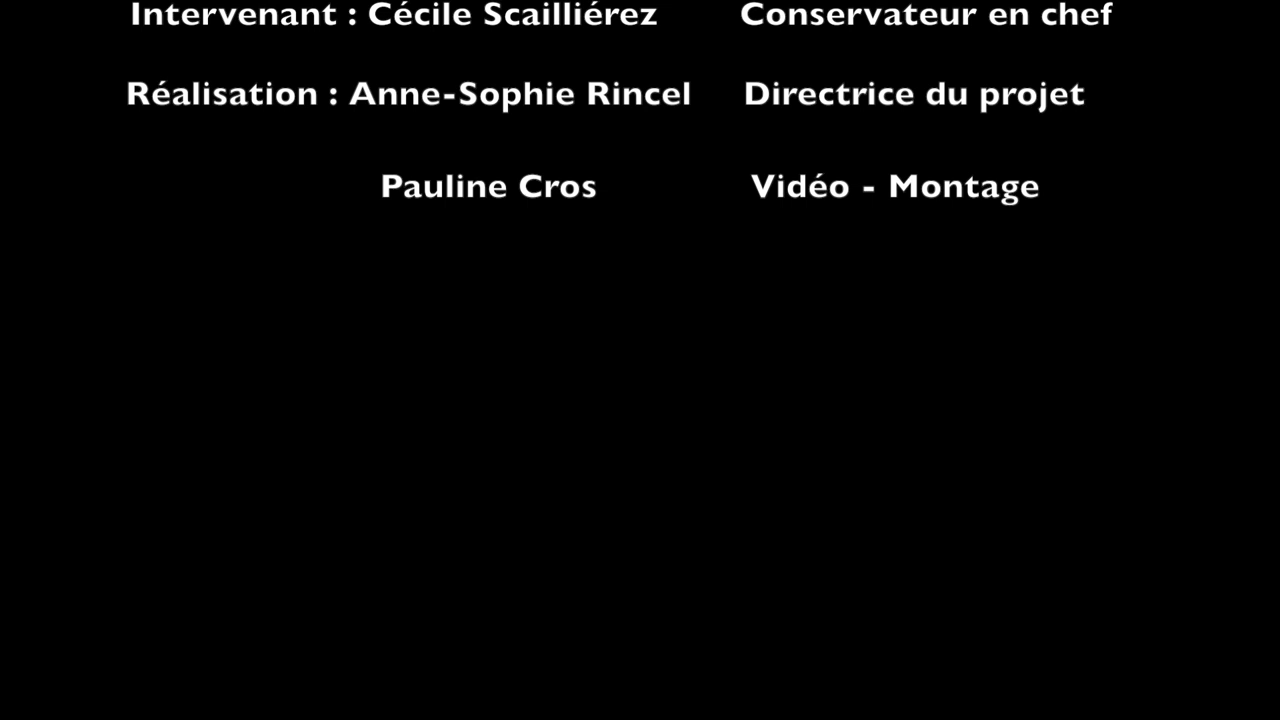 Intervenant : Cécile Scailliérez Conservateur en chef
Réalisation : Anne-Sophie Rincel Directrice du projet
Pauline Cros Vidéo - Montage